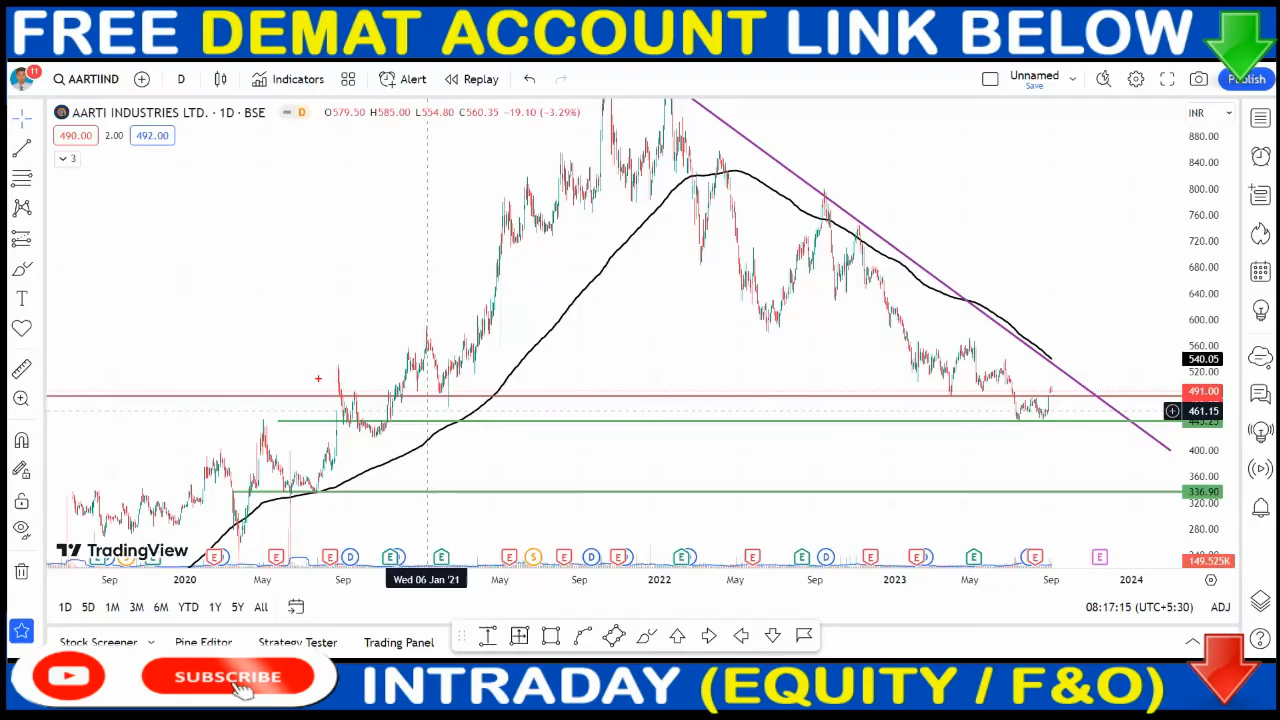 FREE DEMAT ACCOUNT LINK BELOW
11
AARTIIND
D
Indicators
Alert
Replay
Unnamed
Save
Publish
AARTI INDUSTRIES LTD. · 1D · BSE
D
O579.50 H585.00 L554.80 C560.35 −19.10 (−3.29%)
INR
490.00
2.00
492.00
3
880.00
840.00
800.00
760.00
720.00
680.00
640.00
600.00
560.00
540.05
520.00
491.00
461.15
400.00
360.00
336.90
320.00
280.00
149.525K
TradingView
E
E
E
D
E
E
E
S
E
D
E
E
E
E
D
E
E
E
E
E
Sep
2020
May
Sep
Wed 06 Jan '21
May
Sep
2022
May
Sep
2023
May
Sep
2024
1D
5D
1M
3M
6M
YTD
1Y
5Y
All
08:17:15 (UTC+5:30)
ADJ
Stock Screener
Pine Editor
Strategy Tester
Trading Panel
SUBSCRIBE
INTRADAY (EQUITY / F&O)